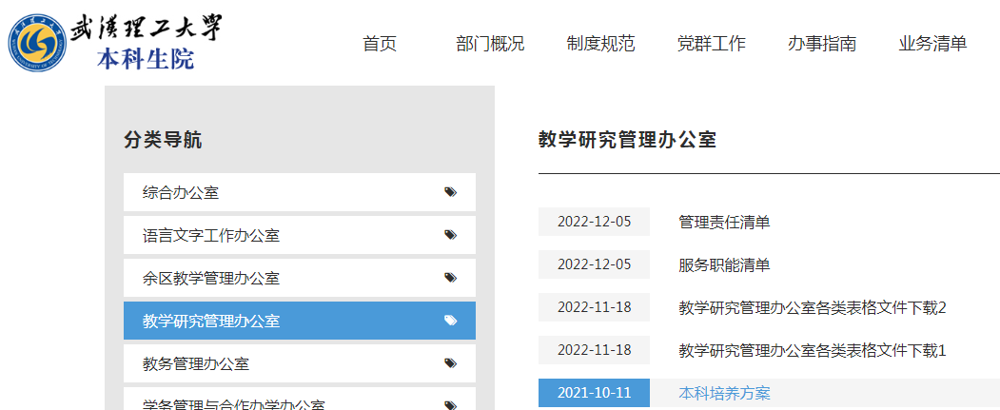 武汉理工大学
本科生院
首页 部门概况 制度规范 党群工作 办事指南 业务清单
分类导航
综合办公室
语言文字工作办公室
余区教学管理办公室
教学研究管理办公室
教务管理办公室
学务管理与合作办学办公室
教学研究管理办公室
2022-12-05 管理责任清单
2022-12-05 服务职能清单
2022-11-18 教学研究管理办公室各类表格文件下载2
2022-11-18 教学研究管理办公室各类表格文件下载1
2021-10-11 本科培养方案